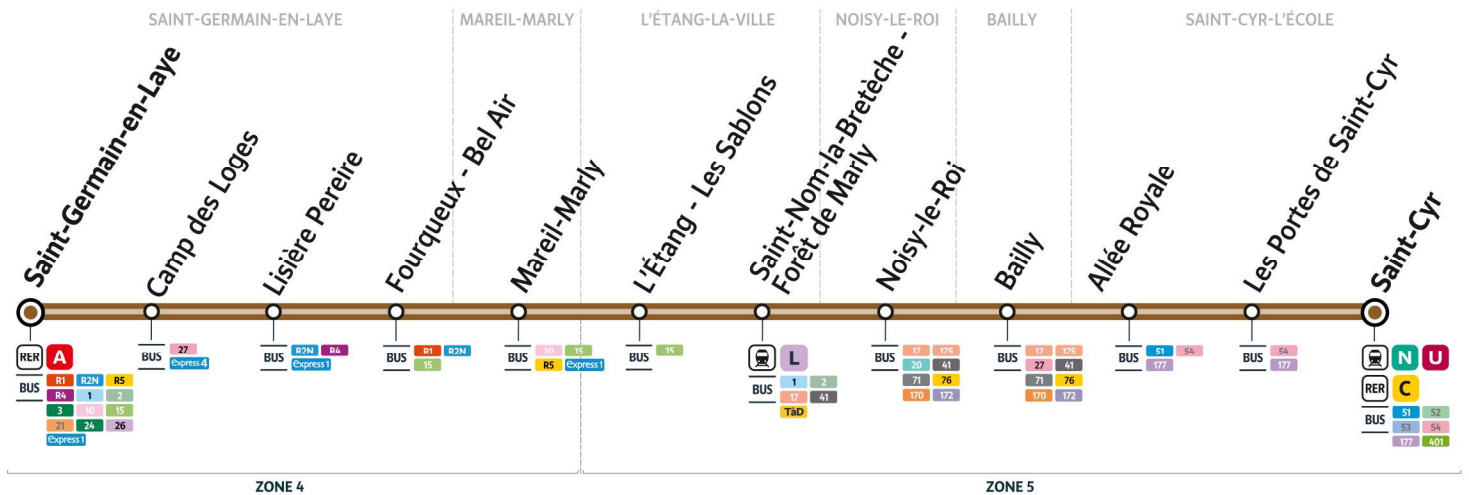 SAINT-GERMAIN-EN-LAYE
MAREIL-MARLY
L'ÉTANG-LA-VILLE
NOISY-LE-ROI
BAILLY
SAINT-CYR-L'ÉCOLE
Saint-Germain-en-Laye
Camp des Loges
Lisière Pereire
Fourqueux - Bel Air
Mareil-Marly
L'Étang - Les Sablons
Saint-Nom-la-Bretèche -
Forêt de Marly
Noisy-le-Roi
Bailly
Allée Royale
Les Portes de Saint-Cyr
Saint-Cyr
RER A
BUS
R1 R2N R5
R4 1 2
3 10 15
21 24 26
Express 1
BUS
27
Express 4
BUS
R2N R4
Express 1
BUS
R1 R2N
15
BUS
10 15
R5 Express 1
BUS
15
L
BUS
1 2
17 41
TàD
BUS
17 17S
20 41
71 76
170 172
BUS
17 17S
27 41
71 76
170 172
BUS
51 54
177
BUS
54
177
N U
RER C
BUS
51 52
53 54
177 401
ZONE 4
ZONE 5